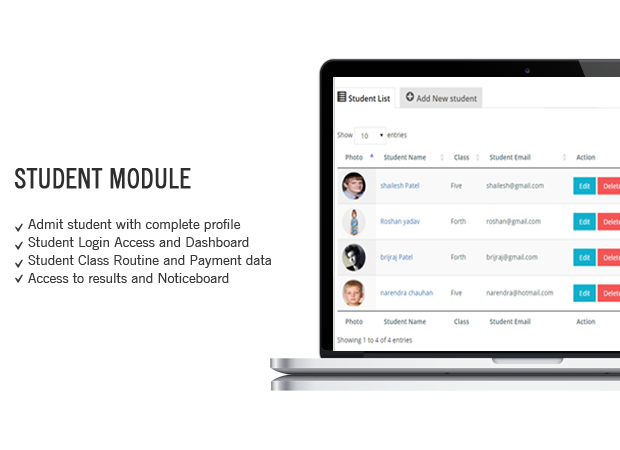 STUDENT MODULE
Admit student with complete profile
Student Login Access and Dashboard
Student Class Routine and Payment data
Access to results and Noticeboard
Student List Add New student
Show 10 entries
Photo Student Name Class Student Email Action
shailesh Patel Five shailesh@gmail.com Edit Delet
Roshan yadav Forth roshan@gmail.com Edit Delet
brijraj Patel Forth brijraj@gmail.com Edit Delet
narendra chauhan Five narendra@hotmail.com Edit Delet
Photo Student Name Class Student Email Action
Showing 1 to 4 of 4 entries